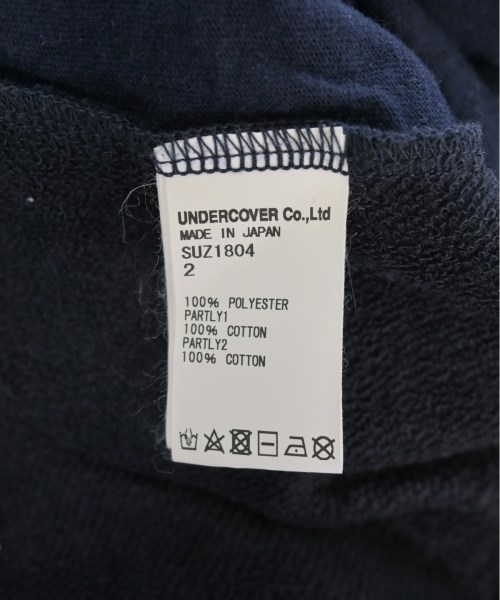 UNDERCOVER Co.,Ltd
MADE IN JAPAN
SUZ1804
2
100% POLYESTER
PARTLY1
100% COTTON
PARTLY2
100% COTTON